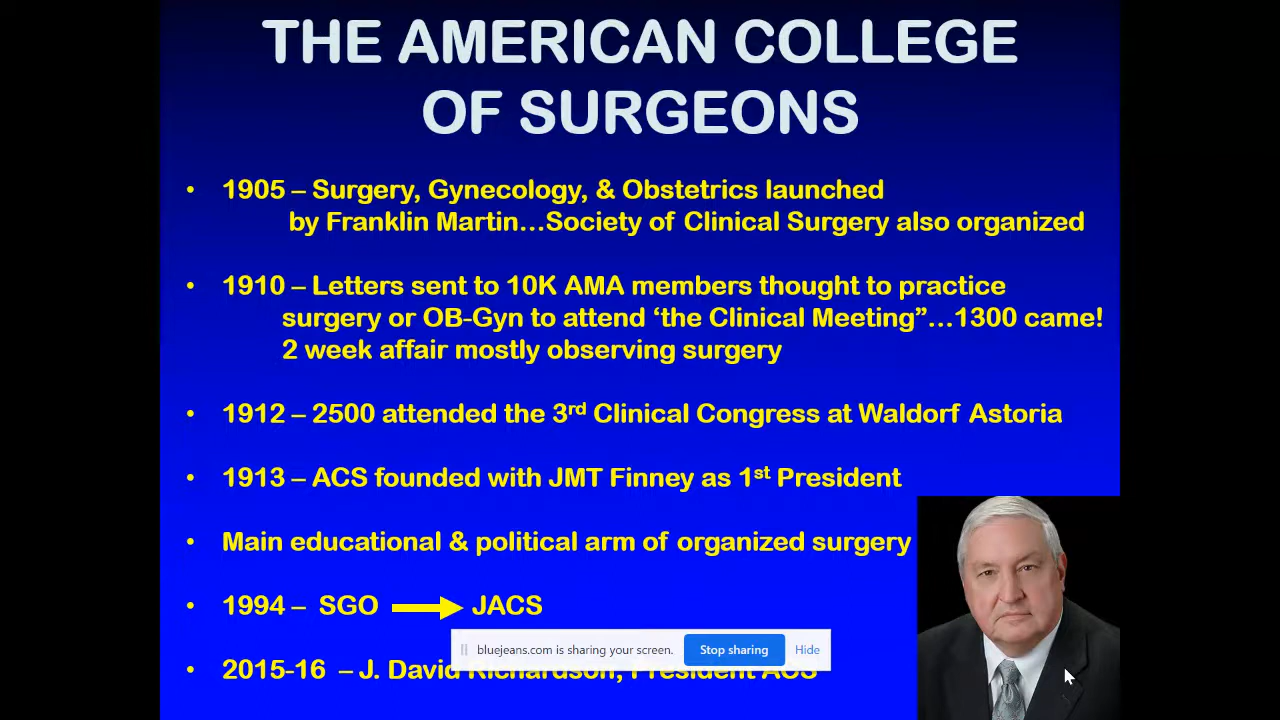 THE AMERICAN COLLEGE
OF SURGEONS
• 1905 – Surgery, Gynecology, & Obstetrics launched
by Franklin Martin...Society of Clinical Surgery also organized
• 1910 – Letters sent to 10K AMA members thought to practice
surgery or OB-Gyn to attend ‘the Clinical Meeting”...1300 came!
2 week affair mostly observing surgery
• 1912 – 2500 attended the 3rd Clinical Congress at Waldorf Astoria
• 1913 – ACS founded with JMT Finney as 1st President
• Main educational & political arm of organized surgery
• 1994 – SGO → JACS
bluejeans.com is sharing your screen. Stop sharing Hide
• 2015-16 – J. David Richardson, President ACS